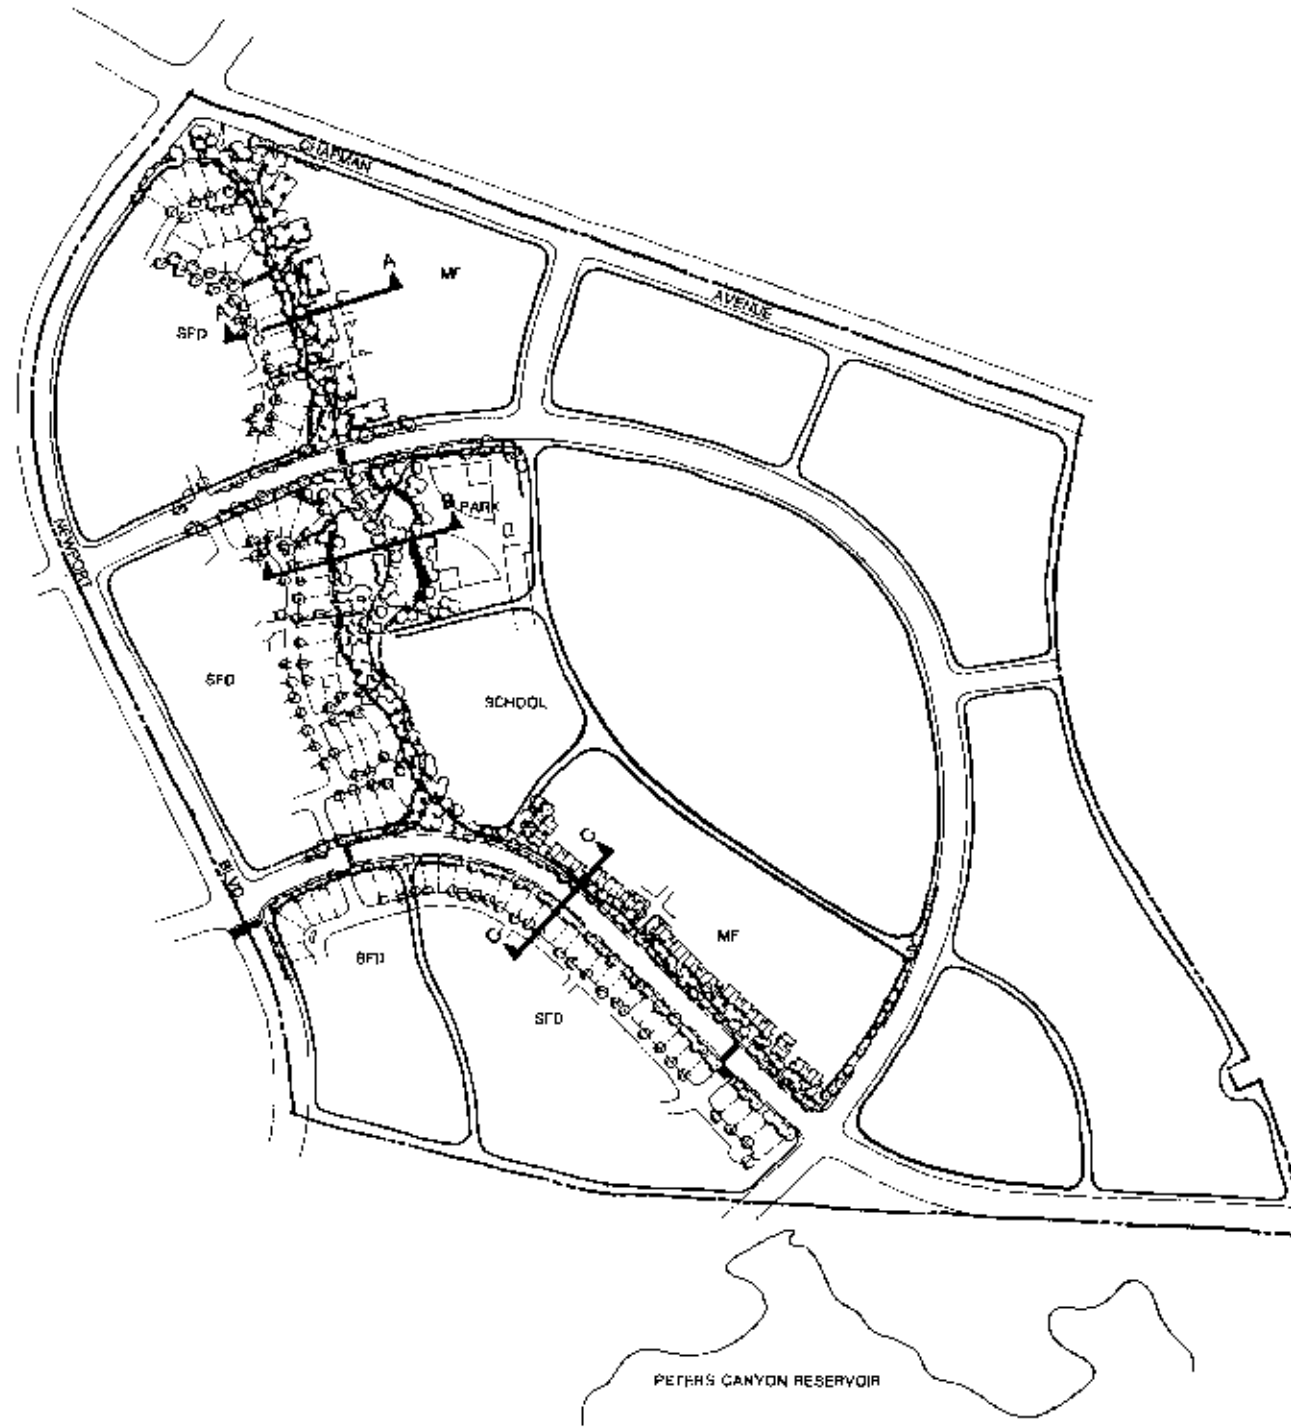 CHAPMAN
A
MF
AVENUE
A
SFD
B
PARK
NEWPORT
SFD
SCHOOL
C
BLVD
C
MF
SFD
SFD
PETERS CANYON RESERVOIR